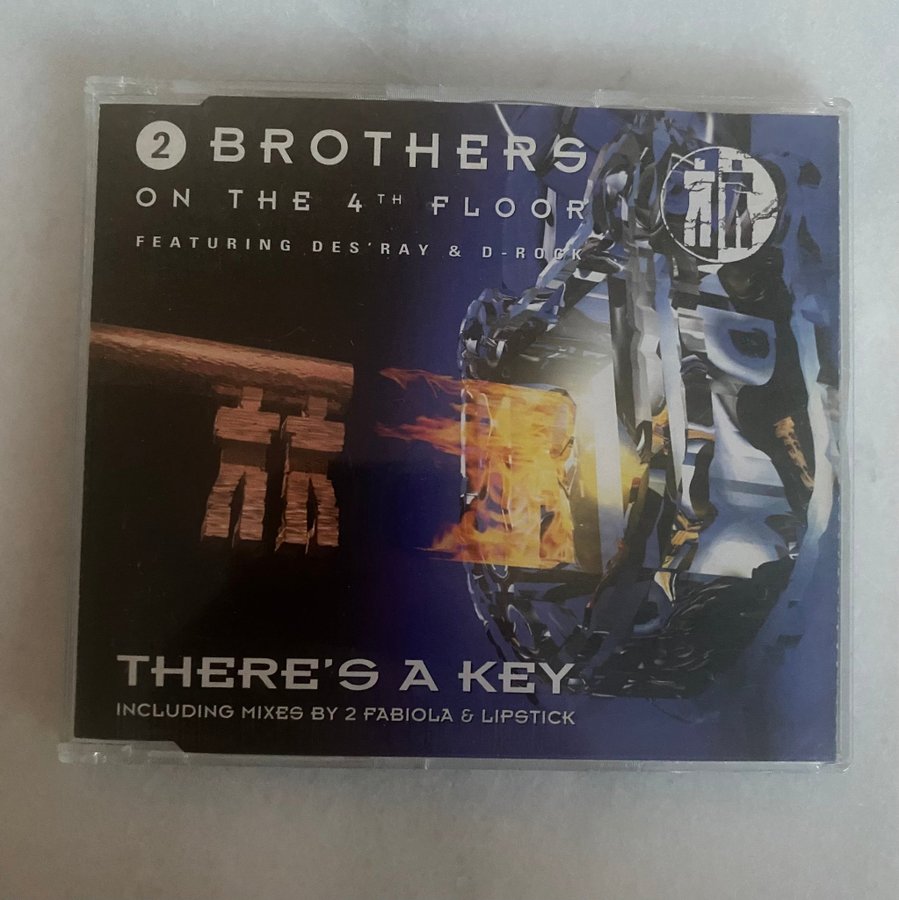 2 BROTHERS
ON THE 4TH FLOOR
FEATURING DES'RAY & D-ROCK
THERE'S A KEY
INCLUDING MIXES BY 2 FABIOLA & LIPSTICK